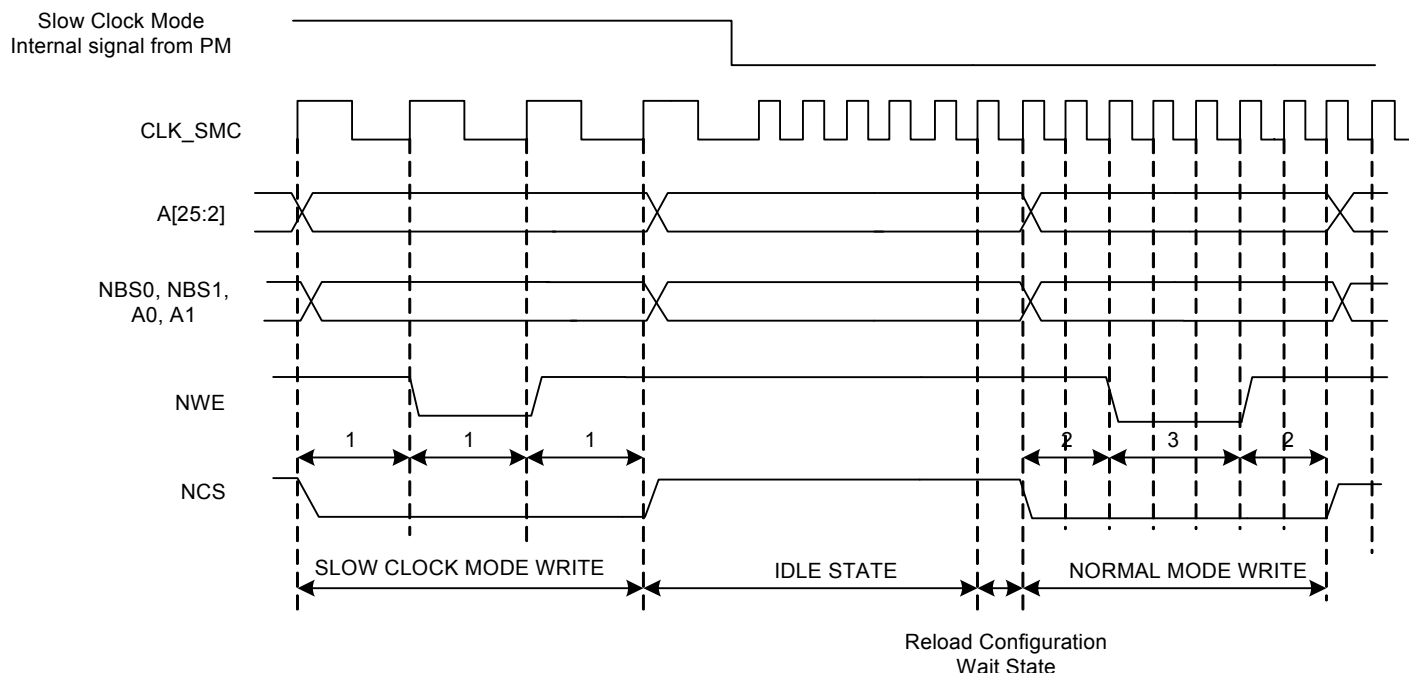 Slow Clock Mode
Internal signal from PM
CLK_SMC
A[25:2]
NBS0, NBS1,
A0, A1
NWE
1 1 1 2 3 2
NCS
SLOW CLOCK MODE WRITE IDLE STATE NORMAL MODE WRITE
Reload Configuration
Wait State